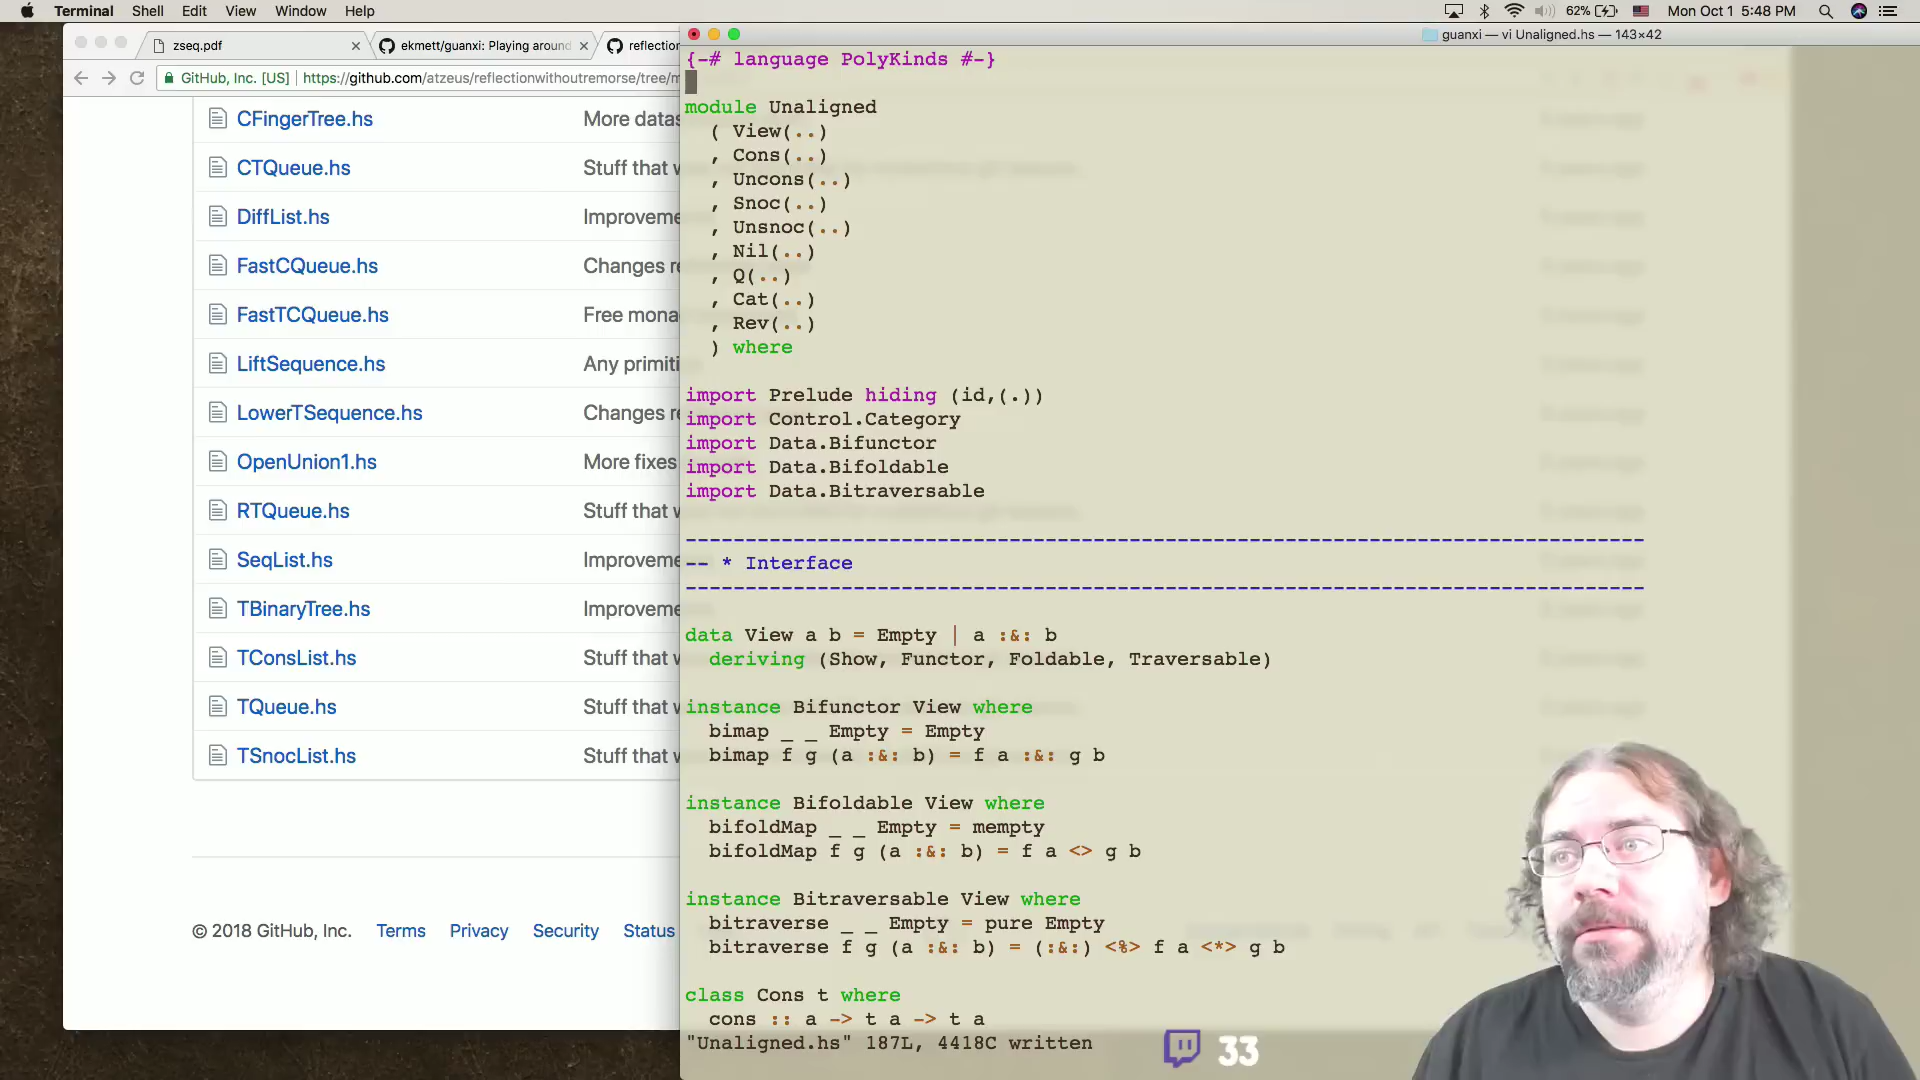 Terminal Shell Edit View Window Help
62% Mon Oct 1 5:48 PM
zseq.pdf
ekmett/guanxi: Playing around
reflection
GitHub, Inc. [US] https://github.com/atzeus/reflectionwithoutremorse/tree/m
CFingerTree.hs More datas
CTQueue.hs Stuff that w
DiffList.hs Improveme
FastCQueue.hs Changes re
FastTCQueue.hs Free mona
LiftSequence.hs Any primiti
LowerTSequence.hs Changes re
OpenUnion1.hs More fixes
RTQueue.hs Stuff that w
SeqList.hs Improveme
TBinaryTree.hs Improveme
TConsList.hs Stuff that w
TQueue.hs Stuff that w
TSnocList.hs Stuff that w
© 2018 GitHub, Inc. Terms Privacy Security Status
guanxi — vi Unaligned.hs — 143×42
{-# language PolyKinds #-}
module Unaligned
( View(..)
, Cons(..)
, Uncons(..)
, Snoc(..)
, Unsnoc(..)
, Nil(..)
, Q(..)
, Cat(..)
, Rev(..)
) where
import Prelude hiding (id,(.))
import Control.Category
import Data.Bifunctor
import Data.Bifoldable
import Data.Bitraversable
--------------------------------------------------------------------------------
-- * Interface
--------------------------------------------------------------------------------
data View a b = Empty | a :&: b
deriving (Show, Functor, Foldable, Traversable)
instance Bifunctor View where
bimap _ _ Empty = Empty
bimap f g (a :&: b) = f a :&: g b
instance Bifoldable View where
bifoldMap _ _ Empty = mempty
bifoldMap f g (a :&: b) = f a <> g b
instance Bitraversable View where
bitraverse _ _ Empty = pure Empty
bitraverse f g (a :&: b) = (:&:) <$> f a <*> g b
class Cons t where
cons :: a -> t a -> t a
"Unaligned.hs" 187L, 4418C written
33